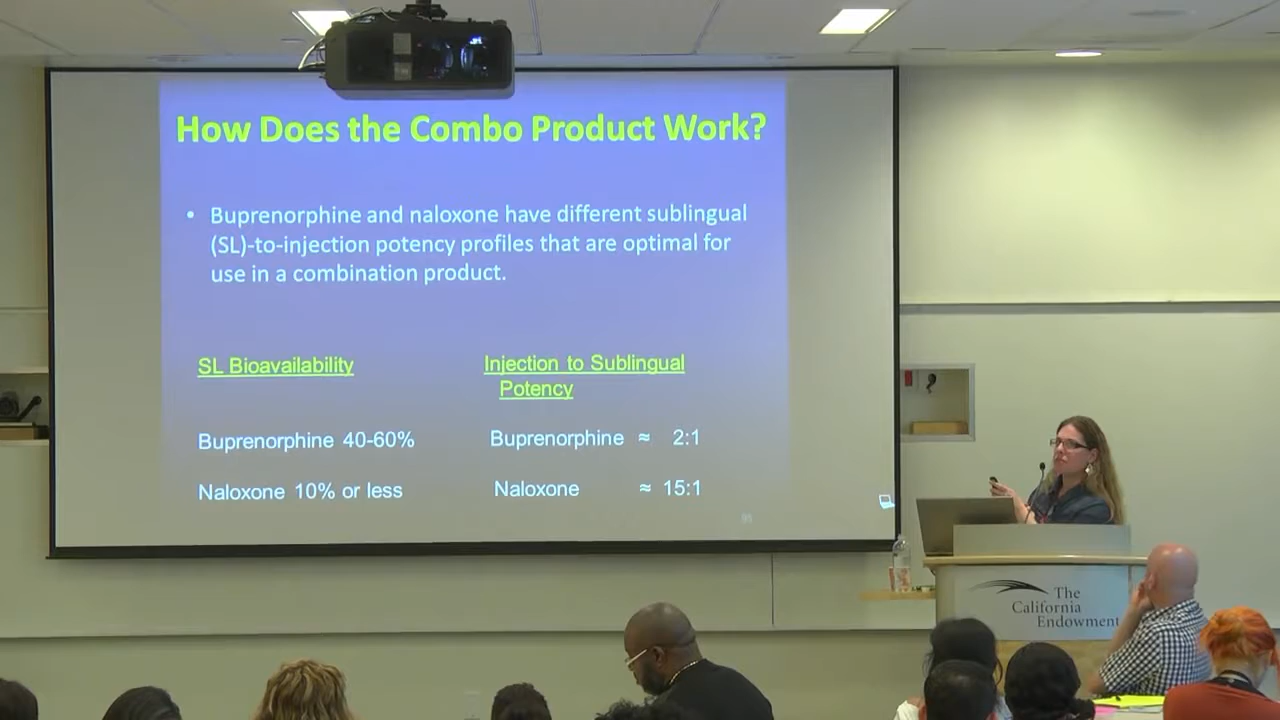 How Does the Combo Product Work?
• Buprenorphine and naloxone have different sublingual
(SL)-to-injection potency profiles that are optimal for
use in a combination product.
SL Bioavailability
Injection to Sublingual
Potency
Buprenorphine 40-60%
Buprenorphine ≈ 2:1
Naloxone 10% or less
Naloxone ≈ 15:1
The
California
Endowment